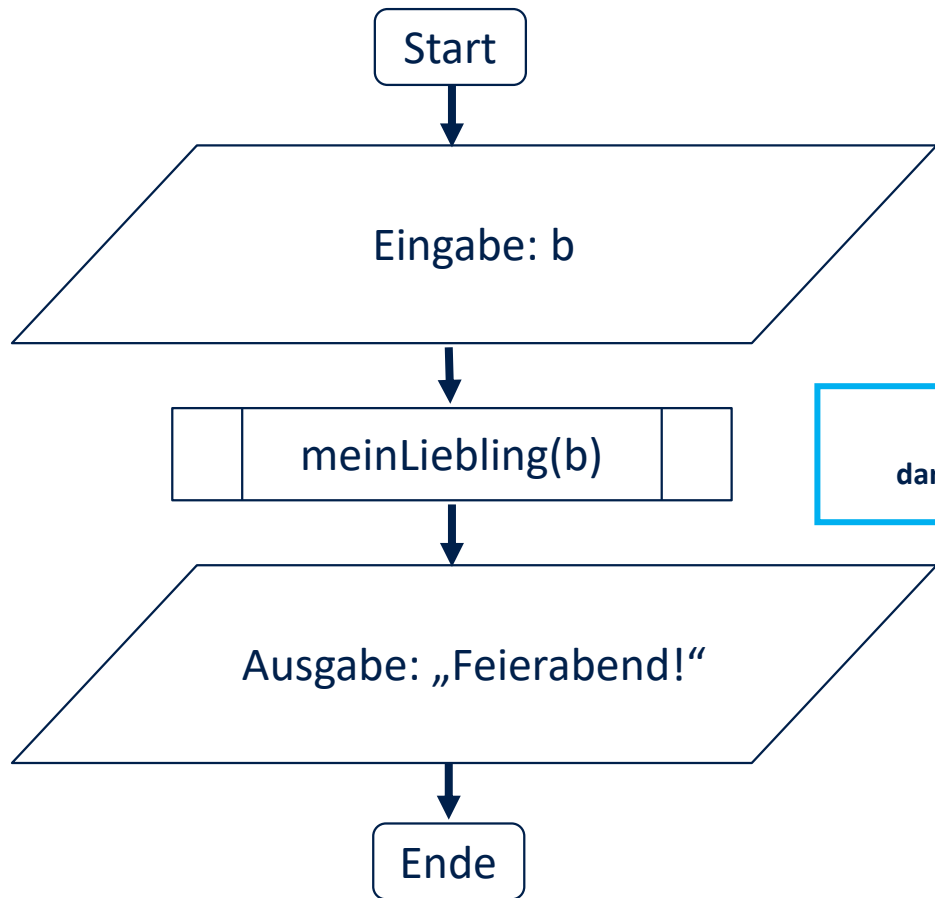 Start
Eingabe: b
meinLiebling(b)
Ausgabe: „Feierabend!“
Ende